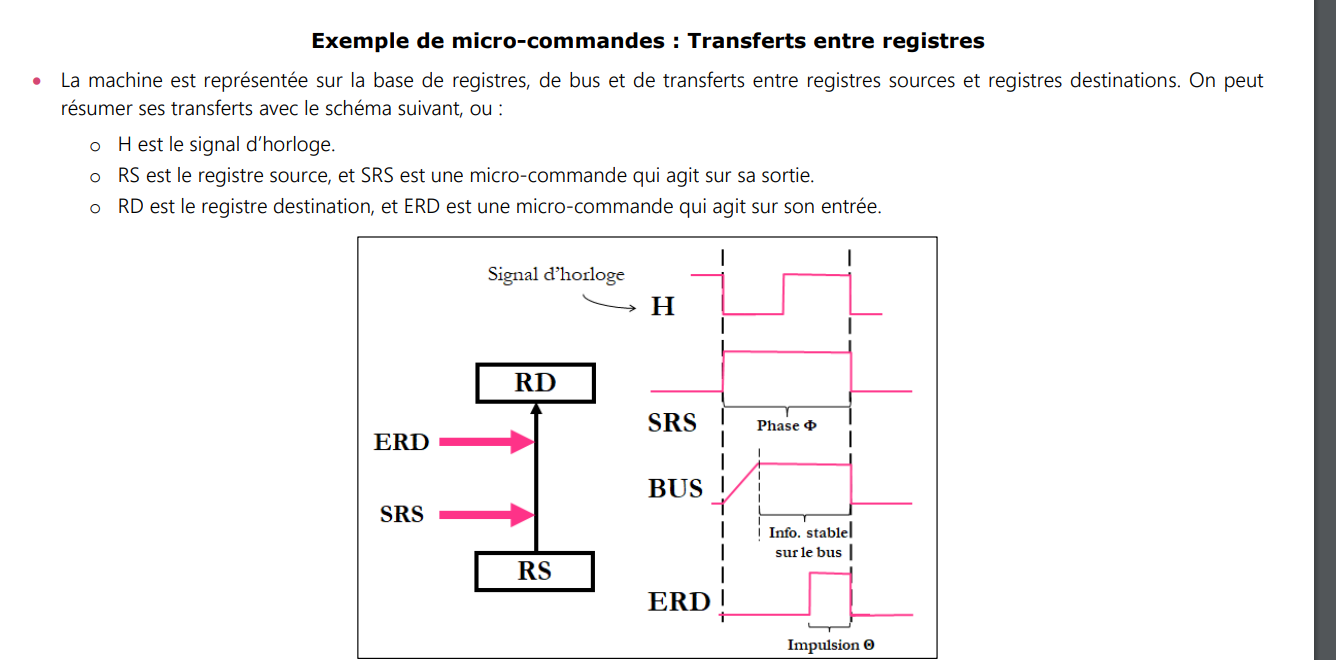 Exemple de micro-commandes : Transferts entre registres
• La machine est représentée sur la base de registres, de bus et de transferts entre registres sources et registres destinations. On peut
résumer ses transferts avec le schéma suivant, ou :
o H est le signal d’horloge.
o RS est le registre source, et SRS est une micro-commande qui agit sur sa sortie.
o RD est le registre destination, et ERD est une micro-commande qui agit sur son entrée.
Signal d’horloge
H
RD
SRS
Phase Φ
ERD
BUS
SRS
Info. stable
sur le bus
RS
ERD
Impulsion Θ